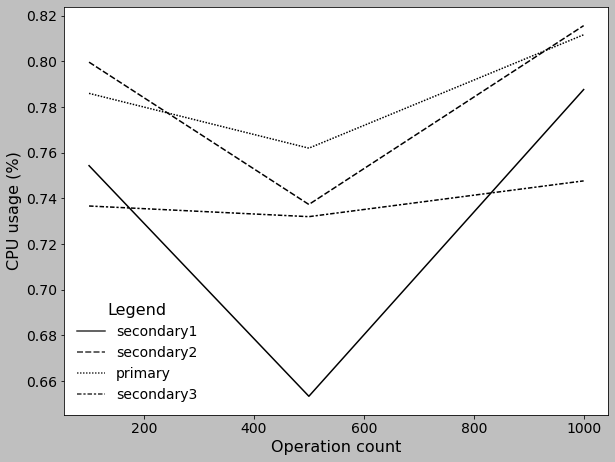 0.82
0.80
0.78
0.76
0.74
0.72
0.70
0.68
0.66
CPU usage (%)
Legend
secondary1
secondary2
primary
secondary3
200 400 600 800 1000
Operation count